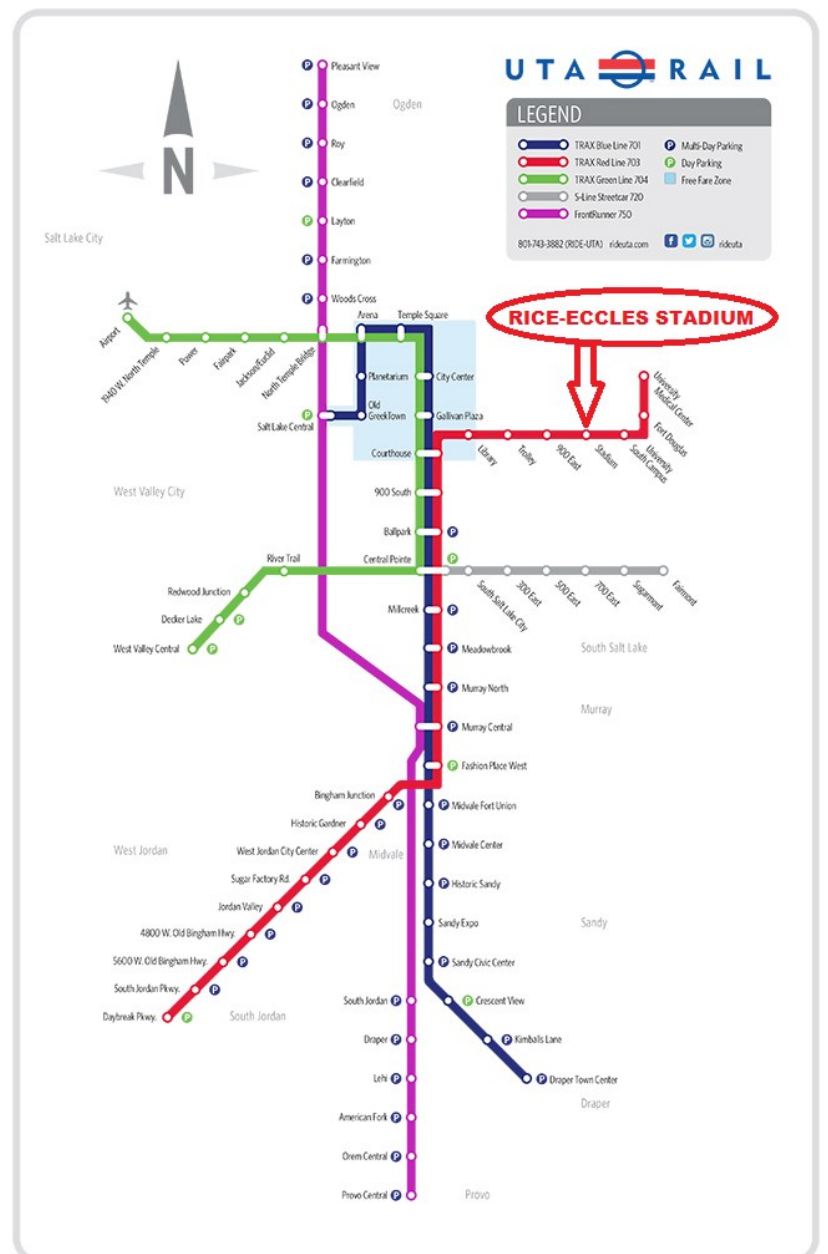 UTA RAIL
LEGEND
TRAX Blue Line 701
TRAX Red Line 703
TRAX Green Line 704
S-Line Streetcar 720
FrontRunner 750
P Multi-Day Parking
P Day Parking
Free Fare Zone
801-743-3882 (RIDE-UTA) rideuta.com
rideuta
N
Salt Lake City
P Pleasant View
P Ogden
Ogden
P Roy
P Clearfield
P Layton
P Farmington
P Woods Cross
Arena
Temple Square
RICE-ECCLES STADIUM
Airport
1940 W. North Temple
Power
Fairpark
Jackson/Euclid
North Temple Bridge
Planetarium
City Center
Old
GreekTown
Gallivan Plaza
P
Salt Lake Central
Courthouse
Library
Trolley
900 East
Stadium
University
South Campus
Fort Douglas
University
Medical Center
West Valley City
900 South
Ballpark P
Central Pointe P
River Trail
Redwood Junction
Decker Lake P
West Valley Central P
South Salt Lake City
300 East
500 East
700 East
Sugarmont
Fairmont
Millcreek P
P Meadowbrook
South Salt Lake
P Murray North
Murray
P Murray Central
P Fashion Place West
Bingham Junction P
P Midvale Fort Union
Historic Gardner P
West Jordan
West Jordan City Center P
Midvale
P Midvale Center
Sugar Factory Rd. P
P Historic Sandy
Jordan Valley P
Sandy Expo
Sandy
4800 W. Old Bingham Hwy. P
5600 W. Old Bingham Hwy. P
P Sandy Civic Center
South Jordan Pkwy. P
Daybreak Pkwy. P
South Jordan
South Jordan P
P Crescent View
Draper P
P Kimballs Lane
Lehi P
P Draper Town Center
Draper
American Fork P
Orem Central P
Provo Central P
Provo